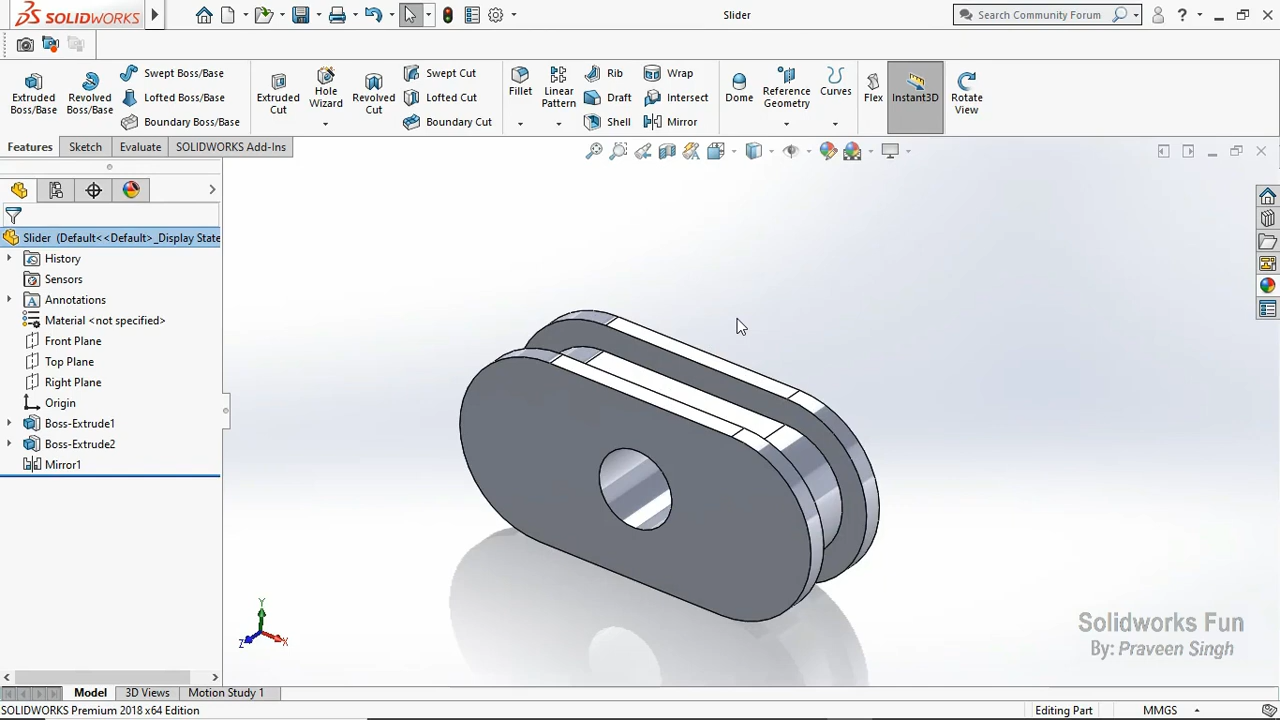 SOLIDWORKS
Slider
Search Community Forum
?
Extruded Boss/Base
Revolved Boss/Base
Swept Boss/Base
Lofted Boss/Base
Boundary Boss/Base
Extruded Cut
Hole Wizard
Revolved Cut
Swept Cut
Lofted Cut
Boundary Cut
Fillet
Linear Pattern
Rib
Draft
Shell
Wrap
Intersect
Mirror
Dome
Reference Geometry
Curves
Flex
Instant3D
Rotate View
Features
Sketch
Evaluate
SOLIDWORKS Add-Ins
Slider (Default<<Default>_Display State
History
Sensors
Annotations
Material <not specified>
Front Plane
Top Plane
Right Plane
Origin
Boss-Extrude1
Boss-Extrude2
Mirror1
Y
Z
X
Solidworks Fun
By: Praveen Singh
Model
3D Views
Motion Study 1
SOLIDWORKS Premium 2018 x64 Edition
Editing Part
MMGS